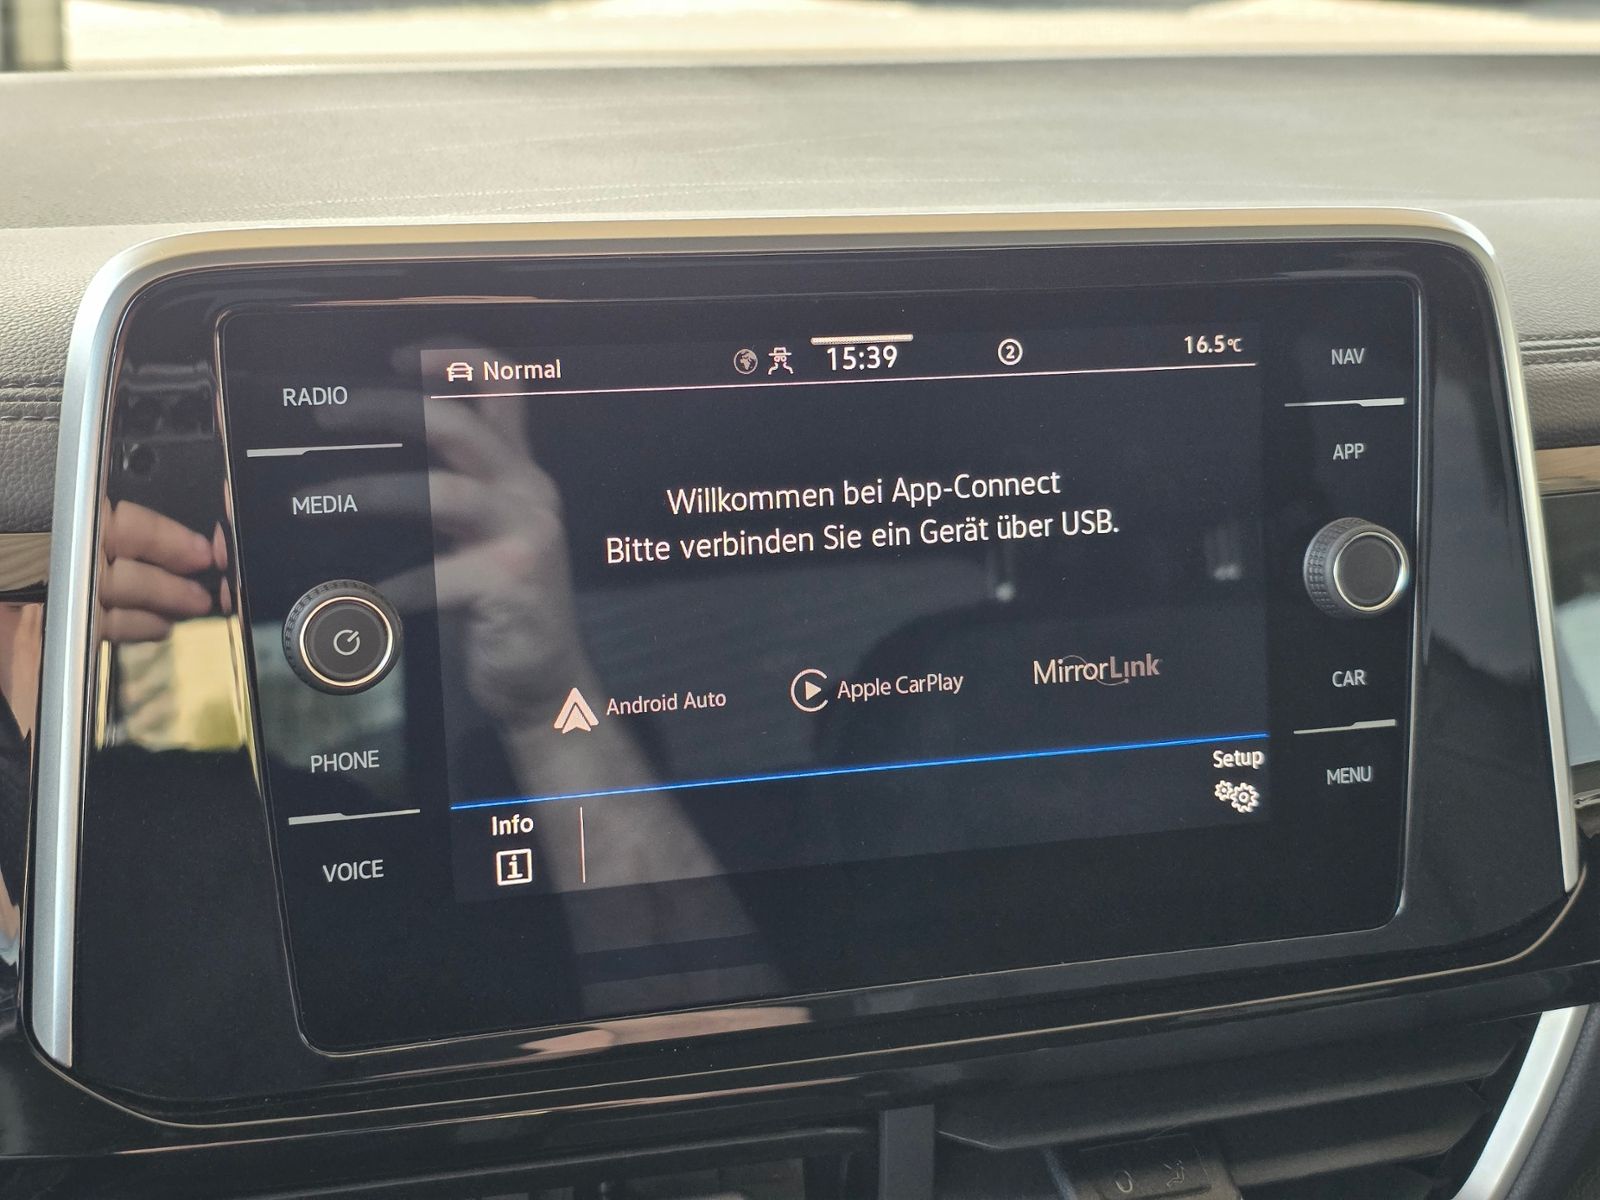 Normal
15:39
2
16.5°C
NAV
RADIO
APP
MEDIA
Willkommen bei App-Connect
Bitte verbinden Sie ein Gerät über USB.
Android Auto
Apple CarPlay
MirrorLink
CAR
PHONE
Setup
MENU
Info
i
VOICE